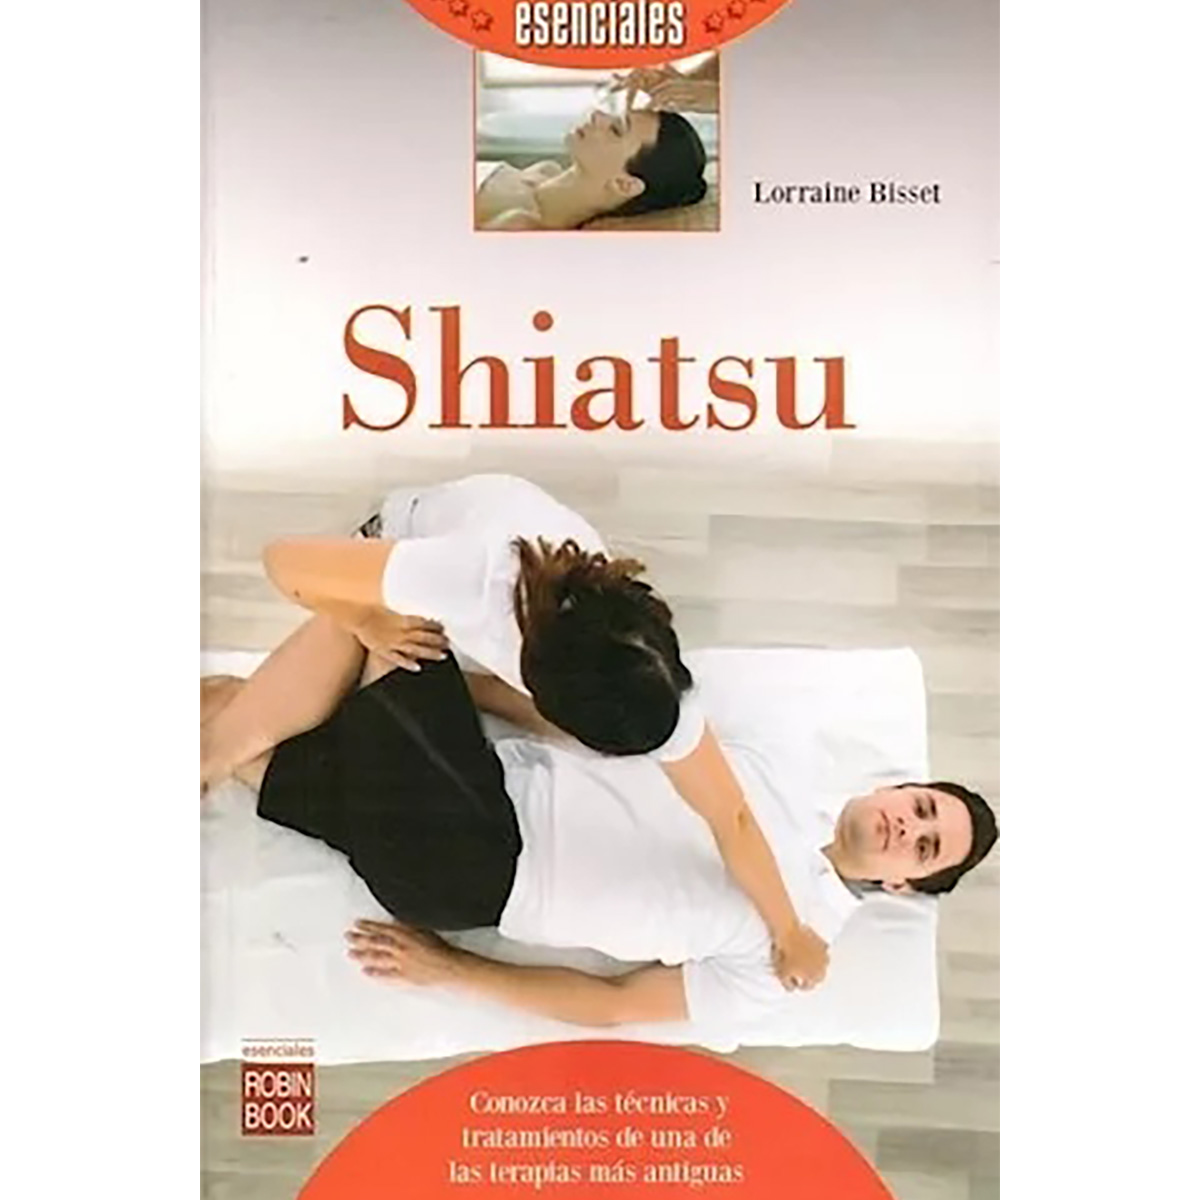 esenciales
Lorraine Bisset
Shiatsu
esenciales
ROBIN
BOOK
Conozca las técnicas y
tratamientos de una de
las terapias más antiguas